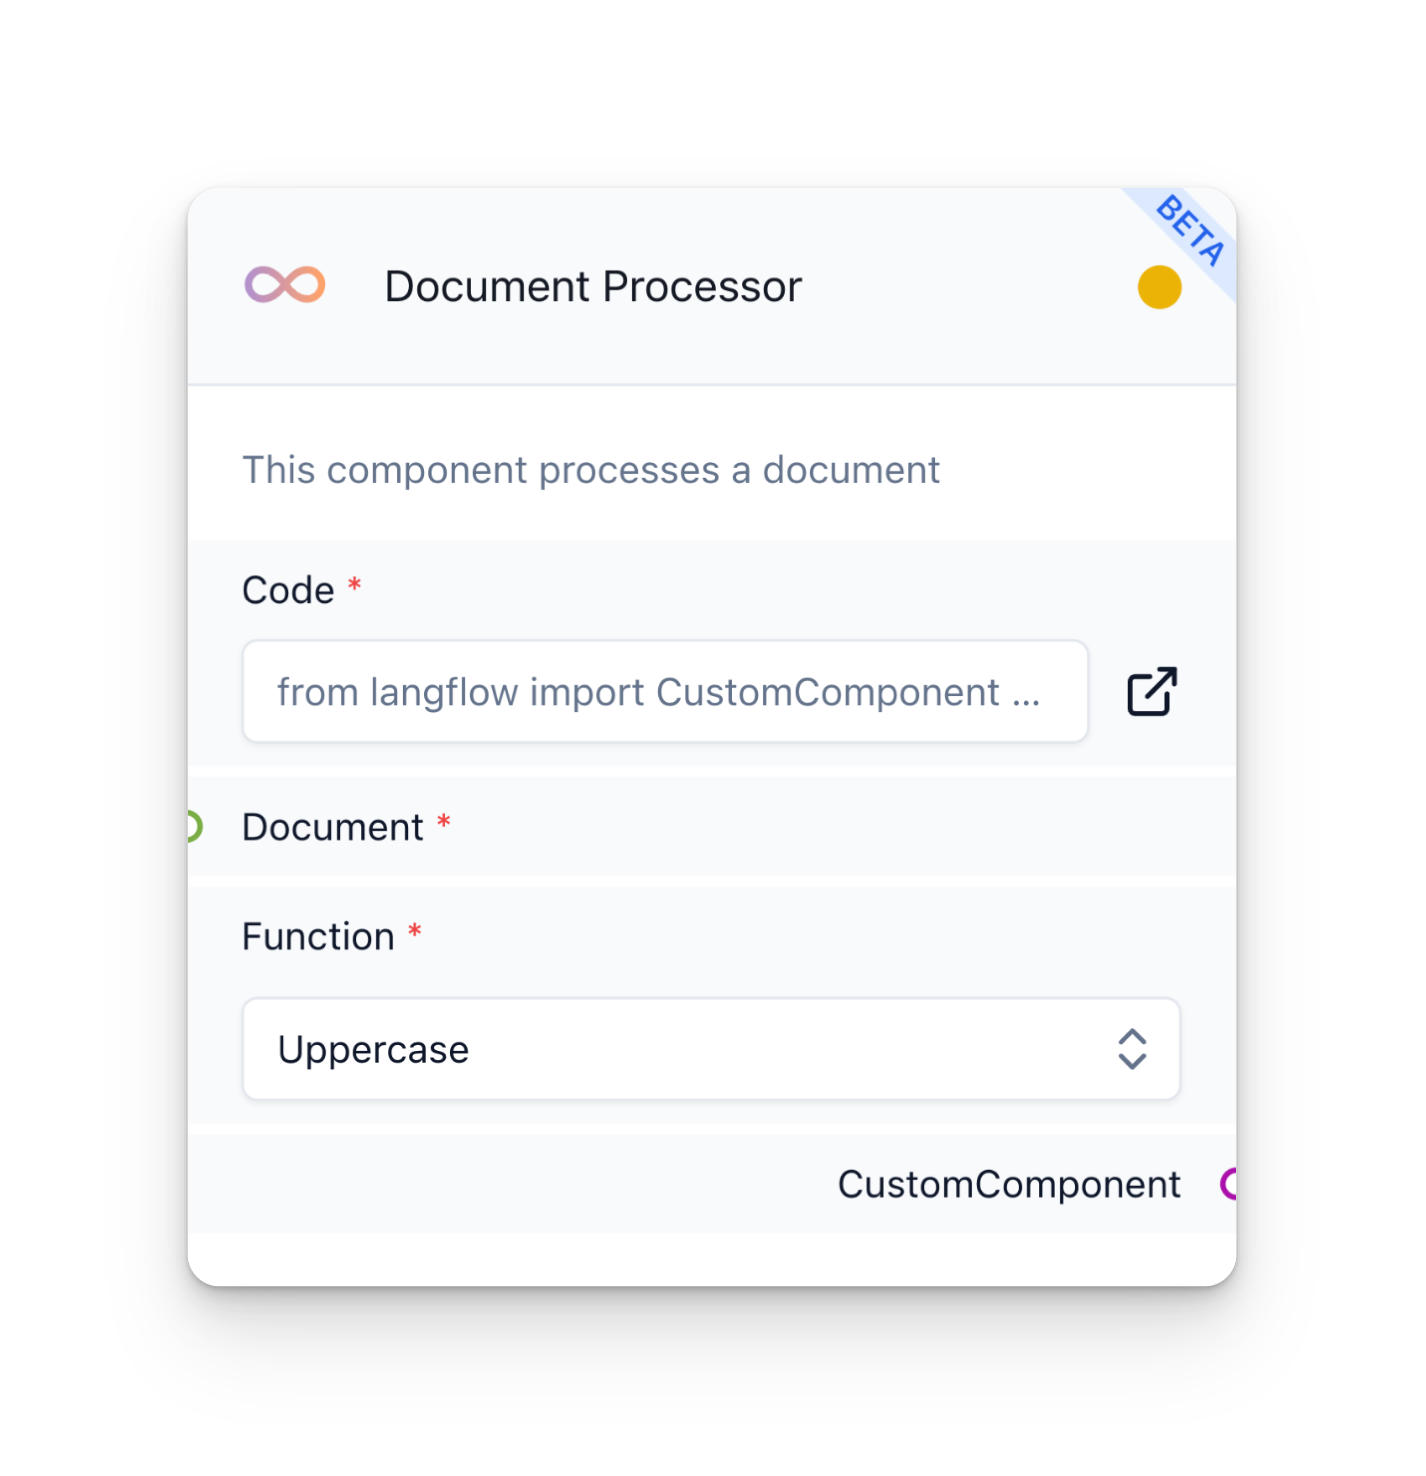 BETA
Document Processor
This component processes a document
Code *
from langflow import CustomComponent ...
Document *
Function *
Uppercase
CustomComponent